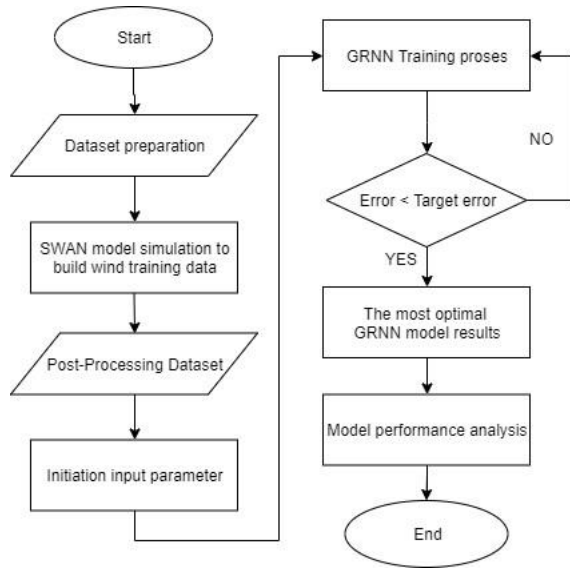 Start
Dataset preparation
SWAN model simulation to
build wind training data
Post-Processing Dataset
Initiation input parameter
GRNN Training proses
NO
Error < Target error
YES
The most optimal
GRNN model results
Model performance analysis
End